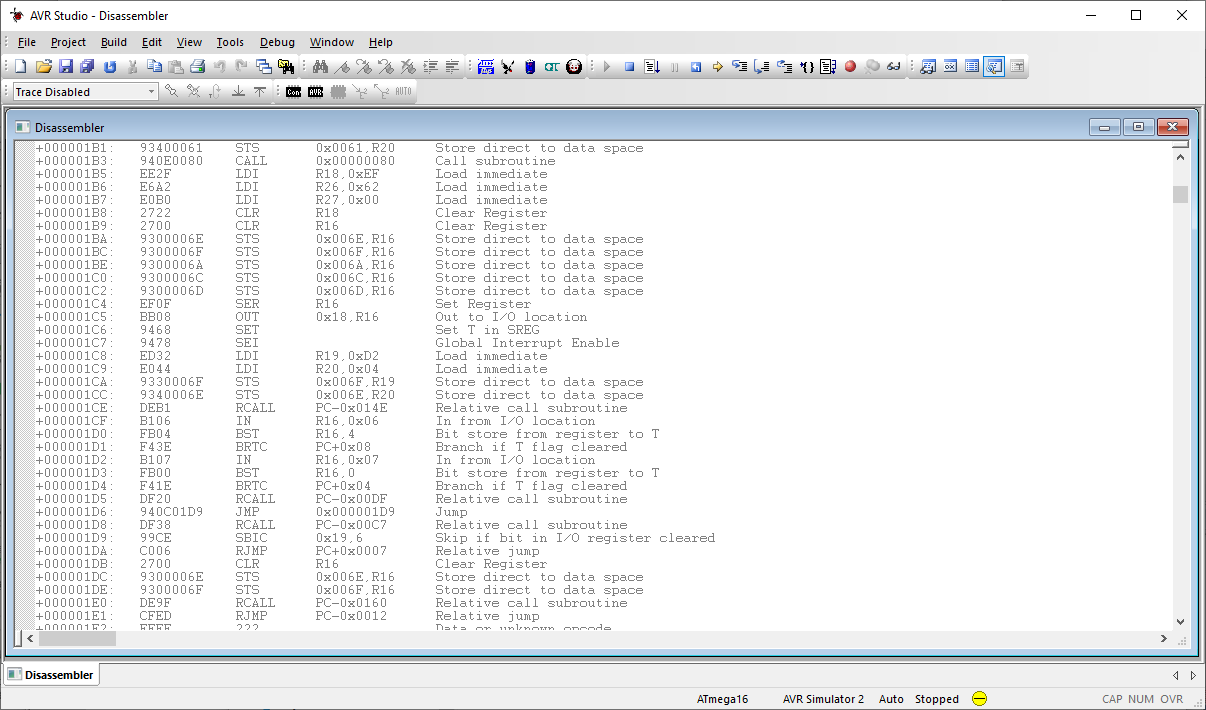 AVR Studio - Disassembler
File Project Build Edit View Tools Debug Window Help
Trace Disabled
Con AVR AUTO
Disassembler
+000001B1: 93400061 STS 0x0061,R20 Store direct to data space
+000001B3: 940E0080 CALL 0x00000080 Call subroutine
+000001B5: EE2F LDI R18,0xEF Load immediate
+000001B6: E6A2 LDI R26,0x62 Load immediate
+000001B7: E0B0 LDI R27,0x00 Load immediate
+000001B8: 2722 CLR R18 Clear Register
+000001B9: 2700 CLR R16 Clear Register
+000001BA: 9300006E STS 0x006E,R16 Store direct to data space
+000001BC: 9300006F STS 0x006F,R16 Store direct to data space
+000001BE: 9300006A STS 0x006A,R16 Store direct to data space
+000001C0: 9300006C STS 0x006C,R16 Store direct to data space
+000001C2: 9300006D STS 0x006D,R16 Store direct to data space
+000001C4: EF0F SER R16 Set Register
+000001C5: BB08 OUT 0x18,R16 Out to I/O location
+000001C6: 9468 SET Set T in SREG
+000001C7: 9478 SEI Global Interrupt Enable
+000001C8: ED32 LDI R19,0xD2 Load immediate
+000001C9: E044 LDI R20,0x04 Load immediate
+000001CA: 9330006F STS 0x006F,R19 Store direct to data space
+000001CC: 9340006E STS 0x006E,R20 Store direct to data space
+000001CE: DEB1 RCALL PC-0x014E Relative call subroutine
+000001CF: B106 IN R16,0x06 In from I/O location
+000001D0: FB04 BST R16,4 Bit store from register to T
+000001D1: F43E BRTC PC+0x08 Branch if T flag cleared
+000001D2: B107 IN R16,0x07 In from I/O location
+000001D3: FB00 BST R16,0 Bit store from register to T
+000001D4: F41E BRTC PC+0x04 Branch if T flag cleared
+000001D5: DF20 RCALL PC-0x00DF Relative call subroutine
+000001D6: 940C01D9 JMP 0x000001D9 Jump
+000001D8: DF38 RCALL PC-0x00C7 Relative call subroutine
+000001D9: 99CE SBIC 0x19,6 Skip if bit in I/O register cleared
+000001DA: C006 RJMP PC+0x0007 Relative jump
+000001DB: 2700 CLR R16 Clear Register
+000001DC: 9300006E STS 0x006E,R16 Store direct to data space
+000001DE: 9300006F STS 0x006F,R16 Store direct to data space
+000001E0: DE9F RCALL PC-0x0160 Relative call subroutine
+000001E1: CFED RJMP PC-0x0012 Relative jump
+000001E2: FFFF ??? Data or unknown opcode
Disassembler
ATmega16 AVR Simulator 2 Auto Stopped CAP NUM OVR